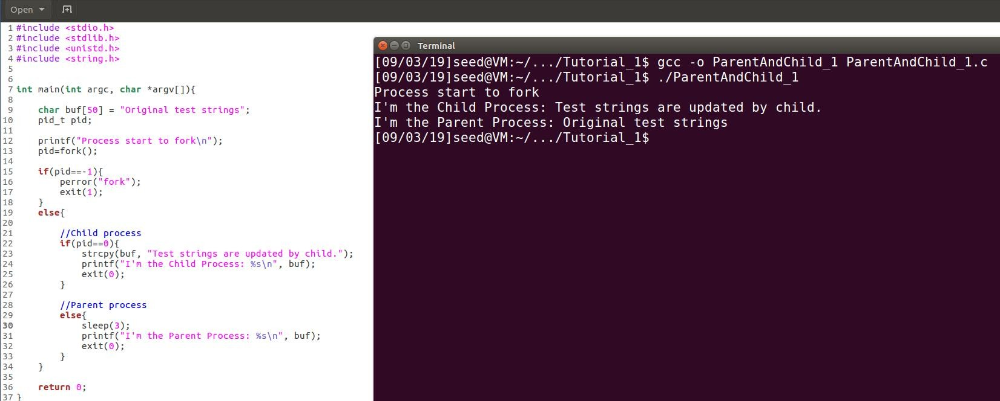 Open
1 #include <stdio.h>
2 #include <stdlib.h>
3 #include <unistd.h>
4 #include <string.h>
5
6
7 int main(int argc, char *argv[]){
8
9     char buf[50] = "Original test strings";
10     pid_t pid;
11
12     printf("Process start to fork\n");
13     pid=fork();
14
15     if(pid==-1){
16         perror("fork");
17         exit(1);
18     }
19     else{
20
21         //Child process
22         if(pid==0){
23             strcpy(buf, "Test strings are updated by child.");
24             printf("I'm the Child Process: %s\n", buf);
25             exit(0);
26         }
27
28         //Parent process
29         else{
30             sleep(3);
31             printf("I'm the Parent Process: %s\n", buf);
32             exit(0);
33         }
34     }
35
36     return 0;
37 }
Terminal
[09/03/19]seed@VM:~/.../Tutorial_1$ gcc -o ParentAndChild_1 ParentAndChild_1.c
[09/03/19]seed@VM:~/.../Tutorial_1$ ./ParentAndChild_1
Process start to fork
I'm the Child Process: Test strings are updated by child.
I'm the Parent Process: Original test strings
[09/03/19]seed@VM:~/.../Tutorial_1$